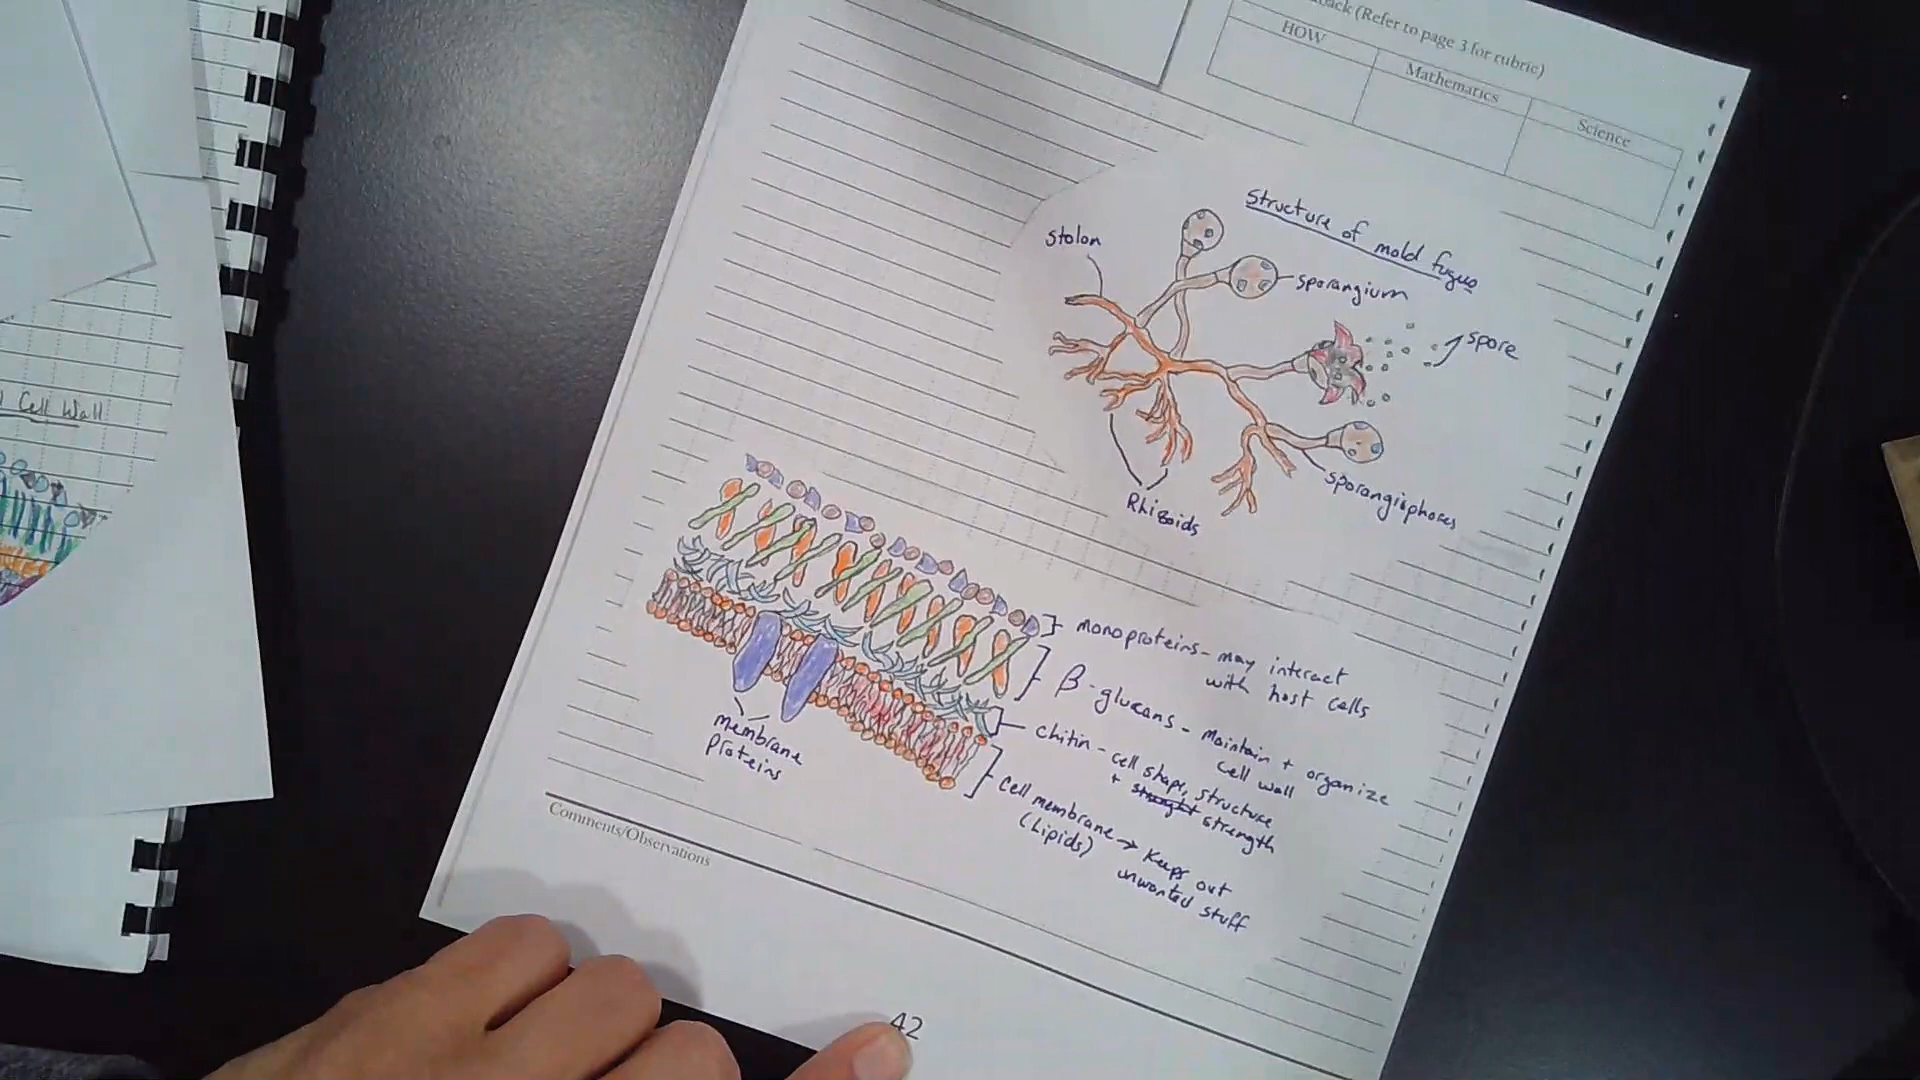 back (Refer to page 3 for rubric)
HOW
Mathematics
Science
Structure of mold fugus
Stolon
sporangium
spore
sporangiophores
Rhizoids
Cell Wall
monoproteins - may interact
with host cells
β-glucans - Maintain + organize
cell wall
chitin - cell shape, structure
+ strength
cell membrane → Keeps out
(Lipids)
unwanted stuff
Membrane
proteins
Comments/Observations
42